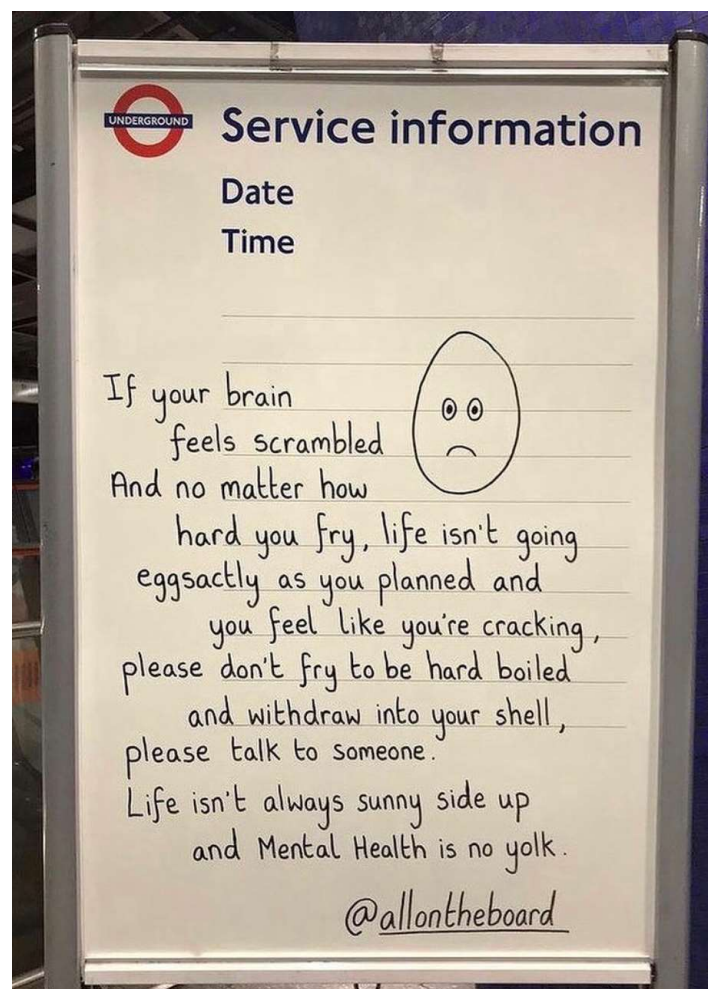 UNDERGROUND
Service information
Date
Time
If your brain
feels scrambled
And no matter how
hard you fry, life isn't going
eggsactly as you planned and
you feel like you're cracking,
please don't fry to be hard boiled
and withdraw into your shell,
please talk to someone.
Life isn't always sunny side up
and Mental Health is no yolk.
@allontheboard